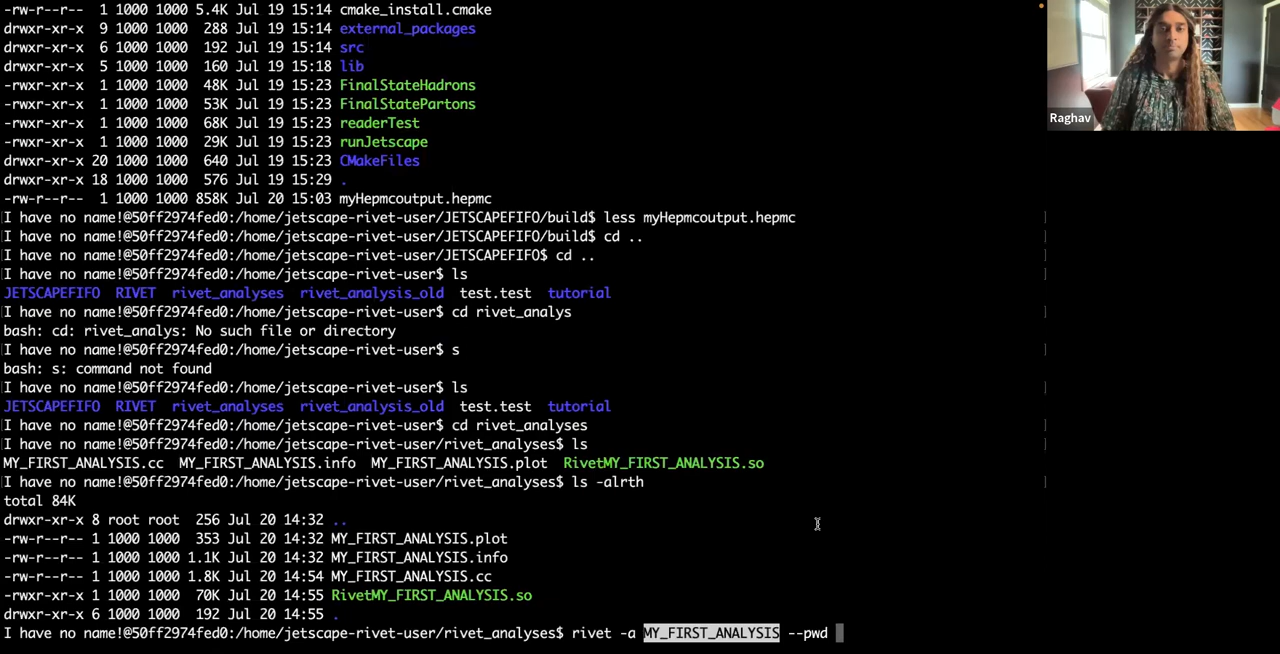 -rw-r--r-- 1 1000 1000 5.4K Jul 19 15:14 cmake_install.cmake
drwxr-xr-x 9 1000 1000 288 Jul 19 15:14 external_packages
drwxr-xr-x 6 1000 1000 192 Jul 19 15:14 src
drwxr-xr-x 5 1000 1000 160 Jul 19 15:18 lib
-rwxr-xr-x 1 1000 1000 48K Jul 19 15:23 FinalStateHadrons
-rwxr-xr-x 1 1000 1000 53K Jul 19 15:23 FinalStatePartons
-rwxr-xr-x 1 1000 1000 68K Jul 19 15:23 readerTest
-rwxr-xr-x 1 1000 1000 29K Jul 19 15:23 runJetscape
drwxr-xr-x 20 1000 1000 640 Jul 19 15:23 CMakeFiles
drwxr-xr-x 18 1000 1000 576 Jul 19 15:29 .
-rw-r--r-- 1 1000 1000 858K Jul 20 15:03 myHepmcoutput.hepmc
I have no name!@50ff2974fed0:/home/jetscape-rivet-user/JETSCAPEFIFO/build$ less myHepmcoutput.hepmc
I have no name!@50ff2974fed0:/home/jetscape-rivet-user/JETSCAPEFIFO/build$ cd ..
I have no name!@50ff2974fed0:/home/jetscape-rivet-user/JETSCAPEFIFO$ cd ..
I have no name!@50ff2974fed0:/home/jetscape-rivet-user$ ls
JETSCAPEFIFO RIVET rivet_analyses rivet_analysis_old test.test tutorial
I have no name!@50ff2974fed0:/home/jetscape-rivet-user$ cd rivet_analys
bash: cd: rivet_analys: No such file or directory
I have no name!@50ff2974fed0:/home/jetscape-rivet-user$ s
bash: s: command not found
I have no name!@50ff2974fed0:/home/jetscape-rivet-user$ ls
JETSCAPEFIFO RIVET rivet_analyses rivet_analysis_old test.test tutorial
I have no name!@50ff2974fed0:/home/jetscape-rivet-user$ cd rivet_analyses
I have no name!@50ff2974fed0:/home/jetscape-rivet-user/rivet_analyses$ ls
MY_FIRST_ANALYSIS.cc MY_FIRST_ANALYSIS.info MY_FIRST_ANALYSIS.plot RivetMY_FIRST_ANALYSIS.so
I have no name!@50ff2974fed0:/home/jetscape-rivet-user/rivet_analyses$ ls -alrth
total 84K
drwxr-xr-x 8 root root 256 Jul 20 14:32 ..
-rw-r--r-- 1 1000 1000 353 Jul 20 14:32 MY_FIRST_ANALYSIS.plot
-rw-r--r-- 1 1000 1000 1.1K Jul 20 14:32 MY_FIRST_ANALYSIS.info
-rw-r--r-- 1 1000 1000 1.8K Jul 20 14:54 MY_FIRST_ANALYSIS.cc
-rwxr-xr-x 1 1000 1000 70K Jul 20 14:55 RivetMY_FIRST_ANALYSIS.so
drwxr-xr-x 6 1000 1000 192 Jul 20 14:55 .
I have no name!@50ff2974fed0:/home/jetscape-rivet-user/rivet_analyses$ rivet -a MY_FIRST_ANALYSIS --pwd
Raghav